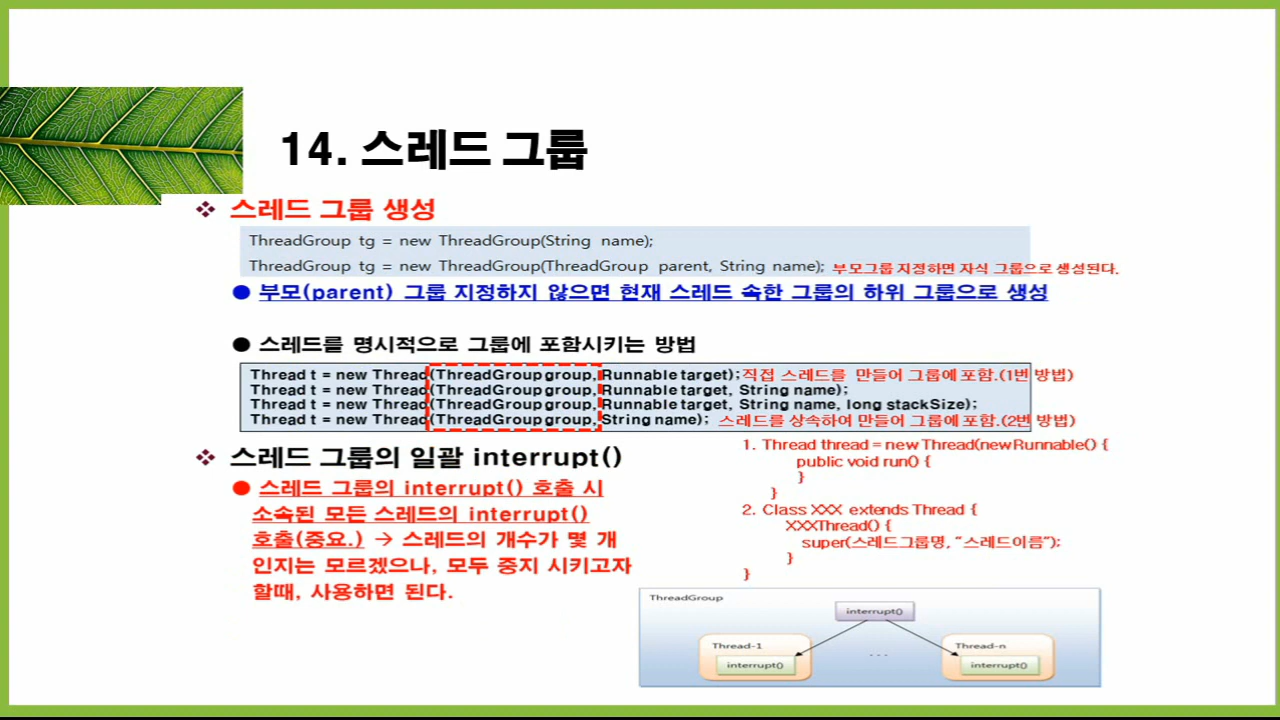 14. 스레드 그룹
❖ 스레드 그룹 생성
ThreadGroup tg = new ThreadGroup(String name);
ThreadGroup tg = new ThreadGroup(ThreadGroup parent, String name); 부모그룹 지정하면 자식 그룹으로 생성된다.
● 부모(parent) 그룹 지정하지 않으면 현재 스레드 속한 그룹의 하위 그룹으로 생성
● 스레드를 명시적으로 그룹에 포함시키는 방법
Thread t = new Thread(ThreadGroup group, Runnable target); 직접 스레드를 만들어 그룹에 포함.(1번 방법)
Thread t = new Thread(ThreadGroup group, Runnable target, String name);
Thread t = new Thread(ThreadGroup group, Runnable target, String name, long stackSize);
Thread t = new Thread(ThreadGroup group, String name); 스레드를 상속하여 만들어 그룹에 포함.(2번 방법)
❖ 스레드 그룹의 일괄 interrupt()
● 스레드 그룹의 interrupt() 호출 시
소속된 모든 스레드의 interrupt()
호출(중요.) → 스레드의 개수가 몇 개
인지는 모르겠으나, 모두 중지 시키고자
할때, 사용하면 된다.
1. Thread thread = new Thread(new Runnable() {
public void run() {
}
}
2. Class XXX extends Thread {
XXXThread() {
super(스레드그룹명, "스레드이름");
}
}
ThreadGroup
interrupt()
Thread-1
interrupt()
...
Thread-n
interrupt()